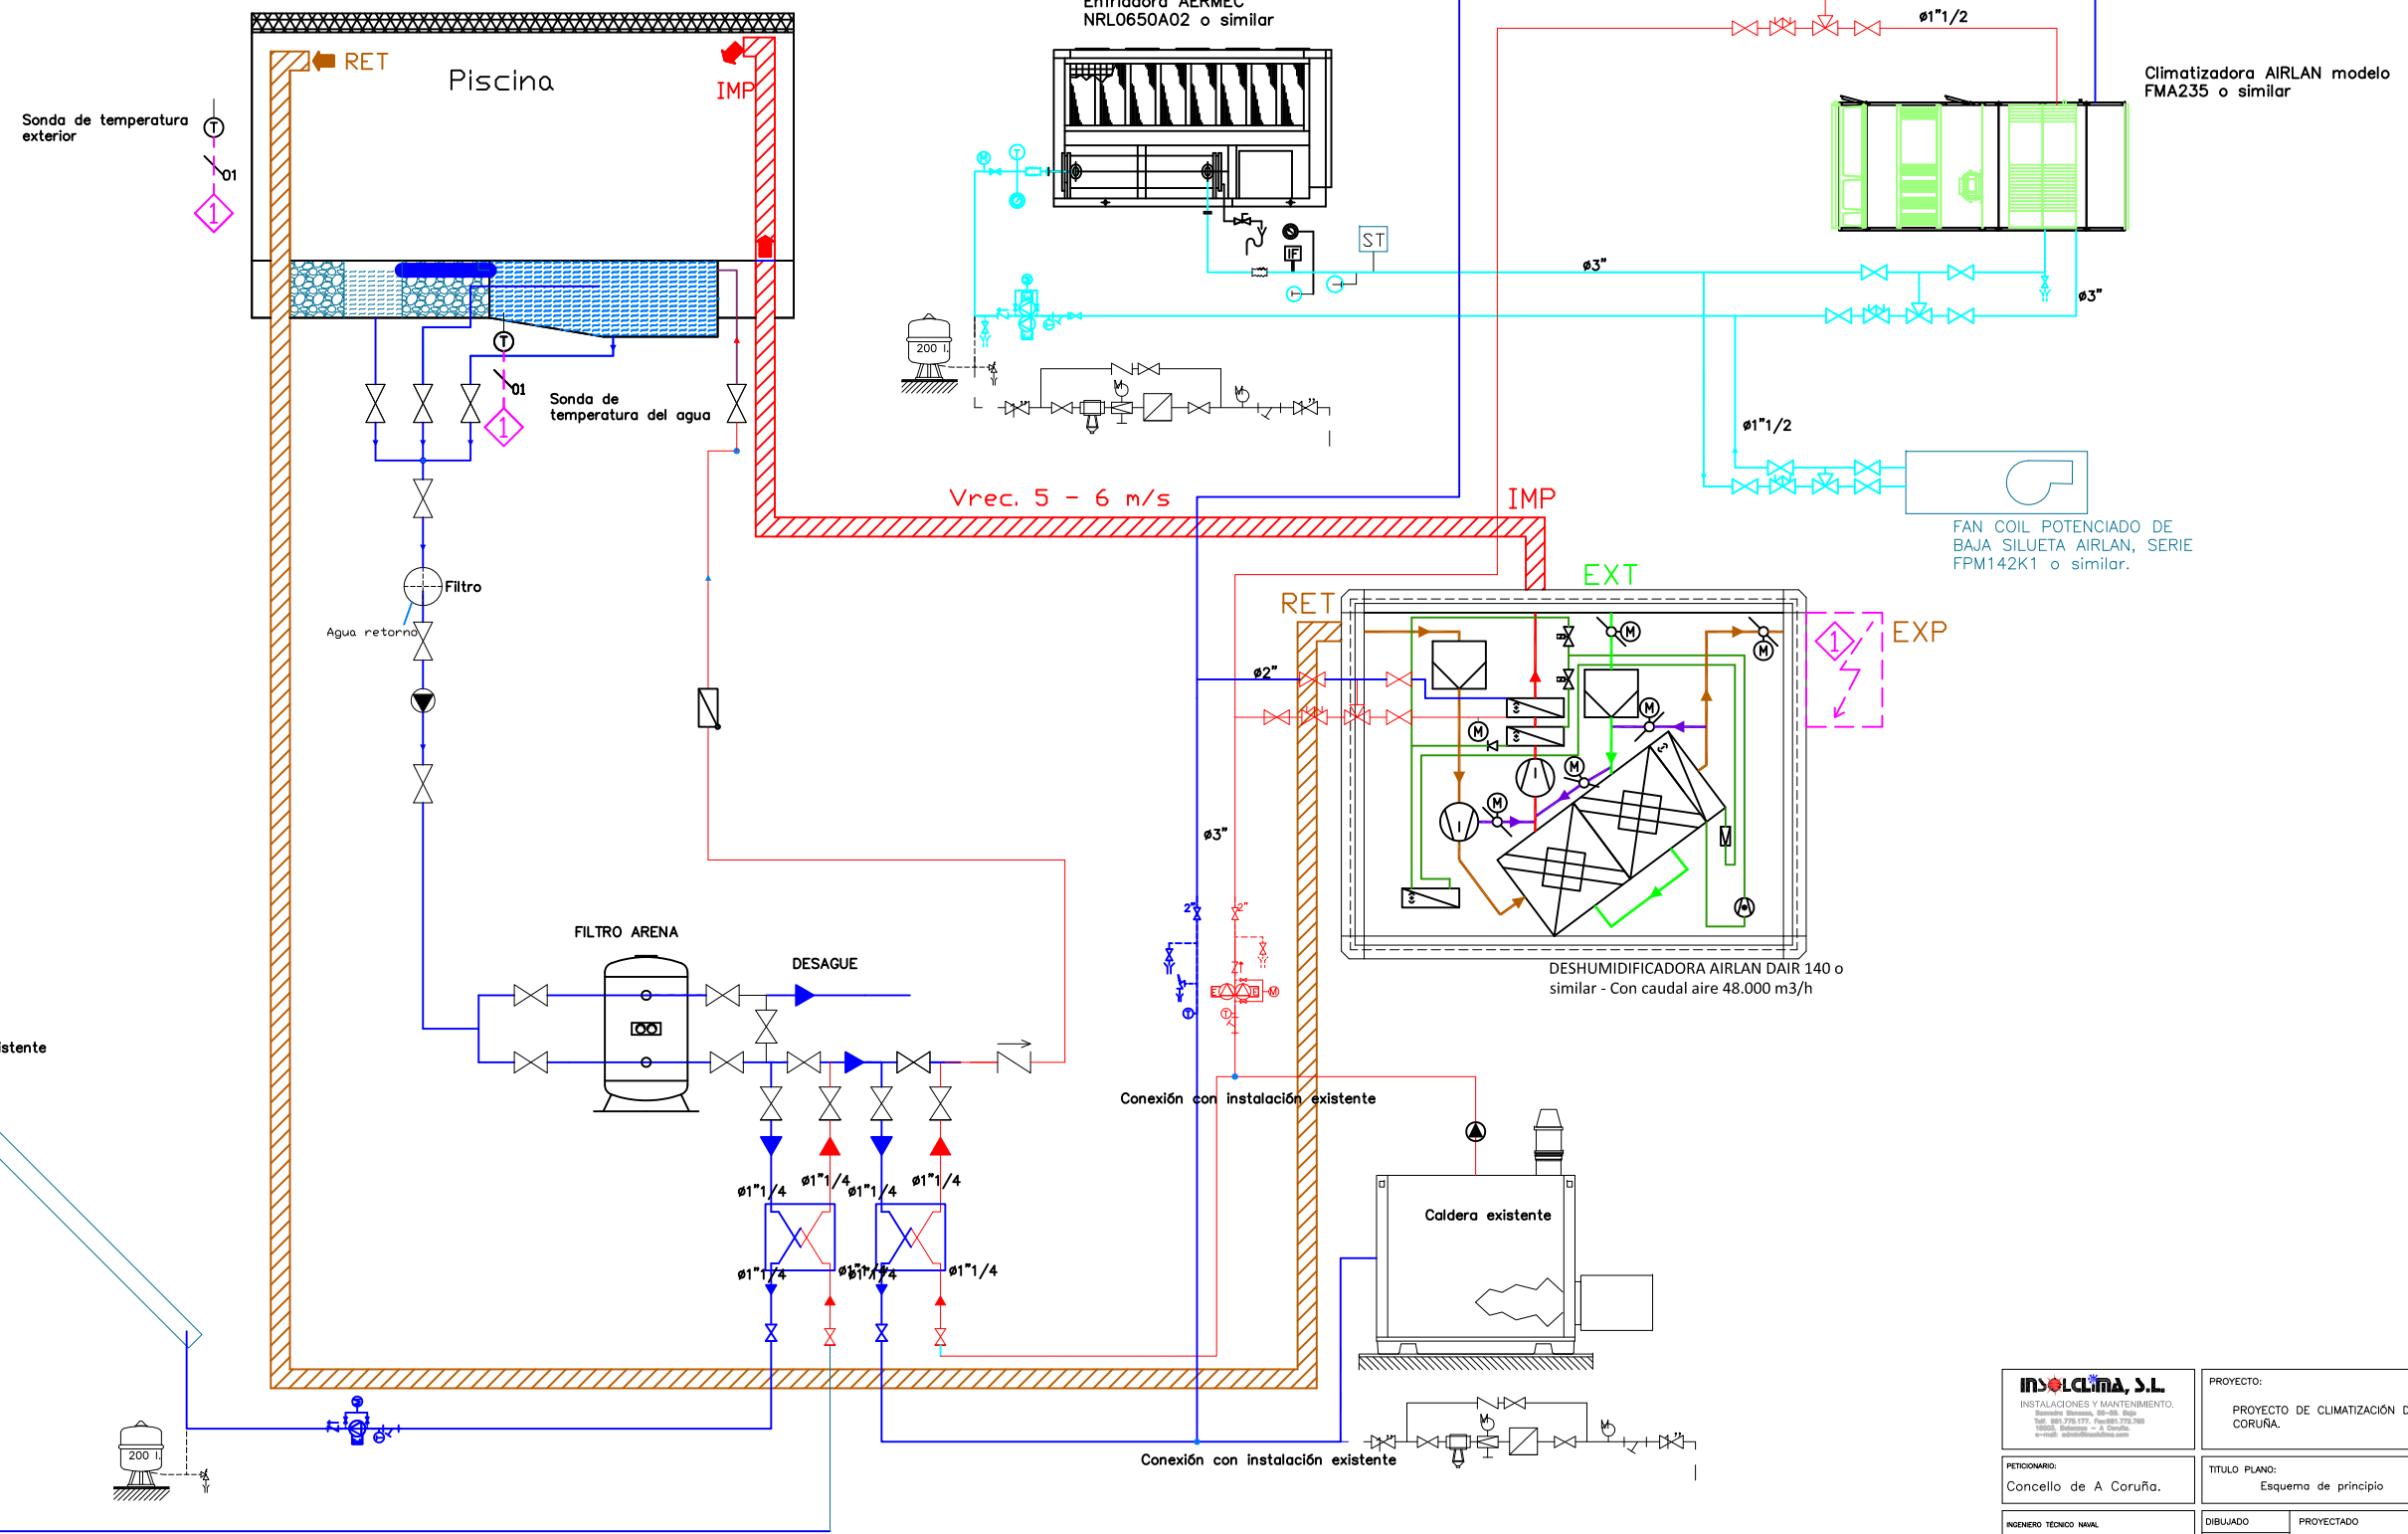 Enfriadora AERMEC
NRL0650A02 o similar
ø1"1/2
Climatizadora AIRLAN modelo
FMA235 o similar
RET
Piscina
IMP
Sonda de temperatura
exterior
T
01
1
M
T
IF
ST
ø3"
ø3"
200 l.
M
M
T
01
1
Sonda de
temperatura del agua
ø1"1/2
FAN COIL POTENCIADO DE
BAJA SILUETA AIRLAN, SERIE
FPM142K1 o similar.
Vrec. 5 - 6 m/s
IMP
EXT
RET
EXP
1
M
M
M
M
M
M
Filtro
Agua retorno
ø2"
ø3"
2"
2"
T
T
M
DESHUMIDIFICADORA AIRLAN DAIR 140 o
similar - Con caudal aire 48.000 m3/h
FILTRO ARENA
DESAGUE
istente
Conexión con instalación existente
ø1"1/4
ø1"1/4
ø1"1/4
ø1"1/4
ø1"1/4
ø1"1/4
ø1"1/4
ø1"1/4
Caldera existente
200 l.
M
M
Conexión con instalación existente
INSOLCLIMA, S.L.
INSTALACIONES Y MANTENIMIENTO.
PROYECTO:
PROYECTO DE CLIMATIZACIÓN D
CORUÑA.
PETICIONARIO:
Concello de A Coruña.
TITULO PLANO:
Esquema de principio
INGENIERO TÉCNICO NAVAL
DIBUJADO
PROYECTADO